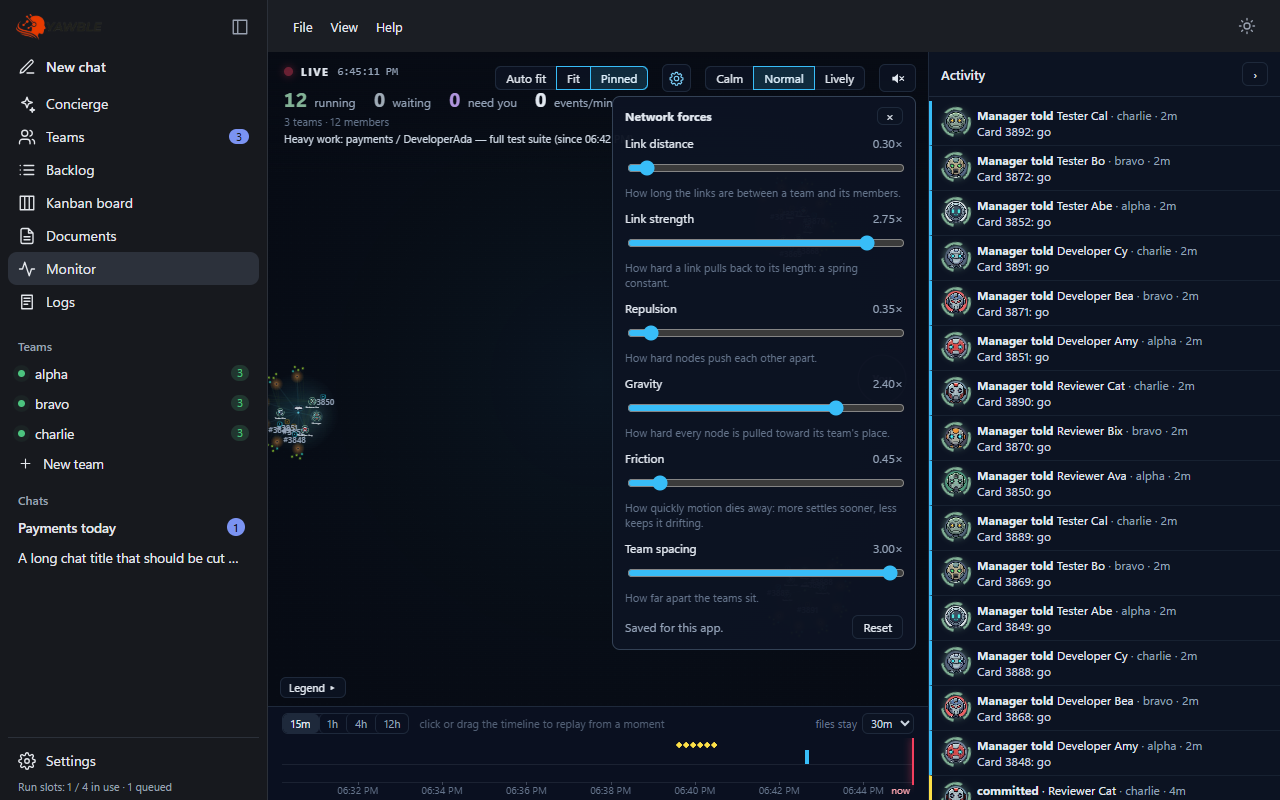 YAWBLE
File View Help
New chat
Concierge
Teams 3
Backlog
Kanban board
Documents
Monitor
Logs
Teams
alpha 3
bravo 3
charlie 3
New team
Chats
Payments today 1
A long chat title that should be cut ...
Settings
Run slots: 1 / 4 in use · 1 queued
LIVE 6:45:11 PM
Auto fit Fit Pinned
Calm Normal Lively
12 running 0 waiting 0 need you 0 events/min
3 teams · 12 members
Heavy work: payments / DeveloperAda — full test suite (since 06:42
Network forces ×
Link distance 0.30×
How long the links are between a team and its members.
Link strength 2.75×
How hard a link pulls back to its length: a spring
constant.
Repulsion 0.35×
How hard nodes push each other apart.
Gravity 2.40×
How hard every node is pulled toward its team's place.
Friction 0.45×
How quickly motion dies away: more settles sooner, less
keeps it drifting.
Team spacing 3.00×
How far apart the teams sit.
Saved for this app. Reset
#3850
#3848
Legend ▸
15m 1h 4h 12h click or drag the timeline to replay from a moment files stay 30m
06:32 PM 06:34 PM 06:36 PM 06:38 PM 06:40 PM 06:42 PM 06:44 PM now
Activity ›
Manager told Tester Cal · charlie · 2m
Card 3892: go
Manager told Tester Bo · bravo · 2m
Card 3872: go
Manager told Tester Abe · alpha · 2m
Card 3852: go
Manager told Developer Cy · charlie · 2m
Card 3891: go
Manager told Developer Bea · bravo · 2m
Card 3871: go
Manager told Developer Amy · alpha · 2m
Card 3851: go
Manager told Reviewer Cat · charlie · 2m
Card 3890: go
Manager told Reviewer Bix · bravo · 2m
Card 3870: go
Manager told Reviewer Ava · alpha · 2m
Card 3850: go
Manager told Tester Cal · charlie · 2m
Card 3889: go
Manager told Tester Bo · bravo · 2m
Card 3869: go
Manager told Tester Abe · alpha · 2m
Card 3849: go
Manager told Developer Cy · charlie · 2m
Card 3888: go
Manager told Developer Bea · bravo · 2m
Card 3868: go
Manager told Developer Amy · alpha · 2m
Card 3848: go
committed · Reviewer Cat · charlie · 4m